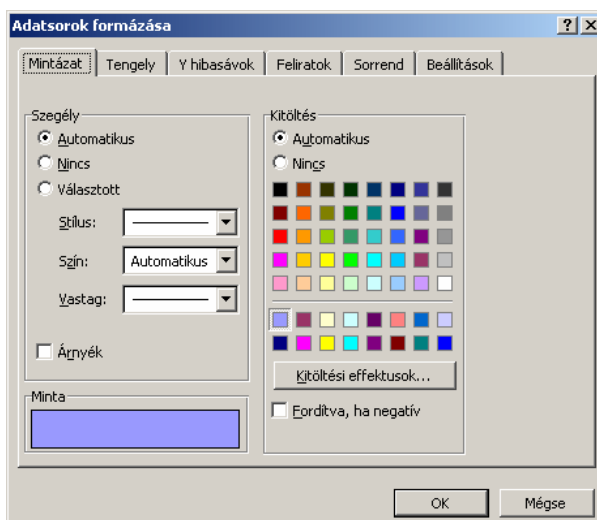 Adatsorok formázása
Mintázat Tengely Y hibasávok Feliratok Sorrend Beállítások
Szegély
Automatikus
Nincs
Választott
Stílus:
Szín: Automatikus
Vastag:
Árnyék
Minta
Kitöltés
Automatikus
Nincs
Kitöltési effektusok...
Fordítva, ha negatív
OK Mégse